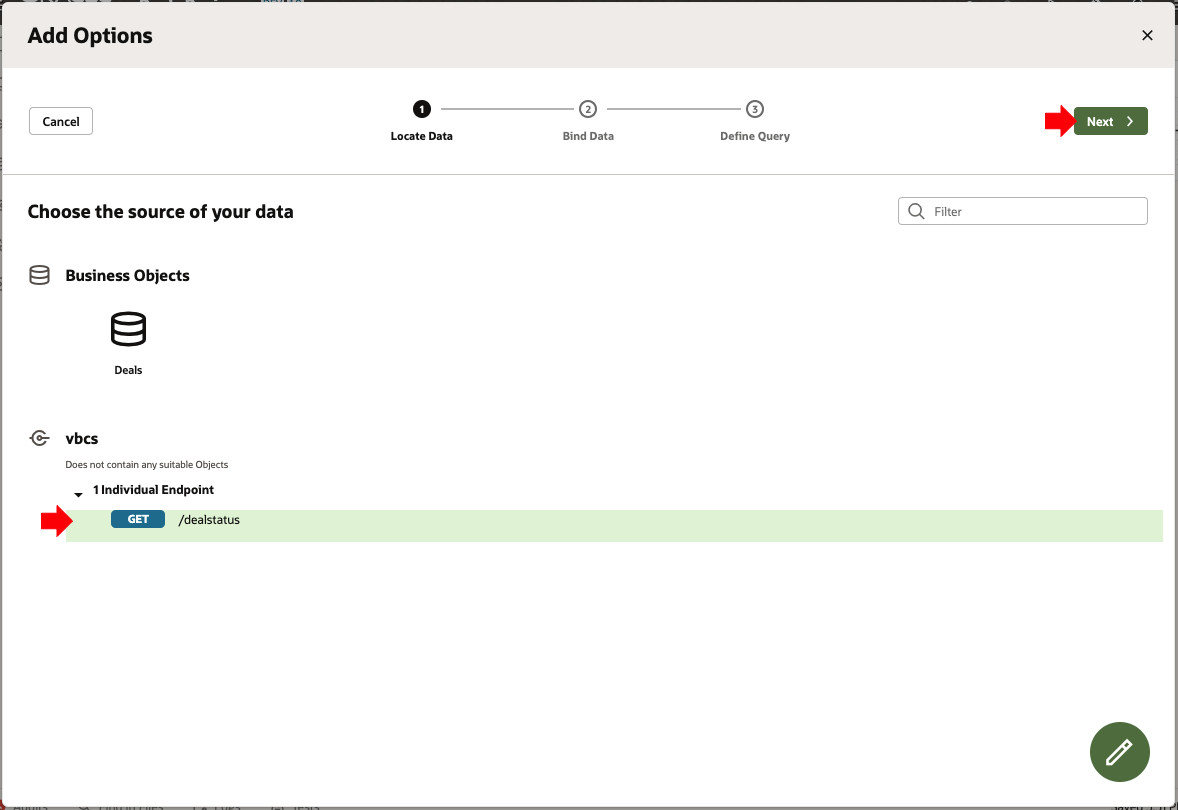 Add Options
Cancel
1
2
3
Locate Data
Bind Data
Define Query
Next
Choose the source of your data
Filter
Business Objects
Deals
vbcs
Does not contain any suitable Objects
1 Individual Endpoint
GET /dealstatus